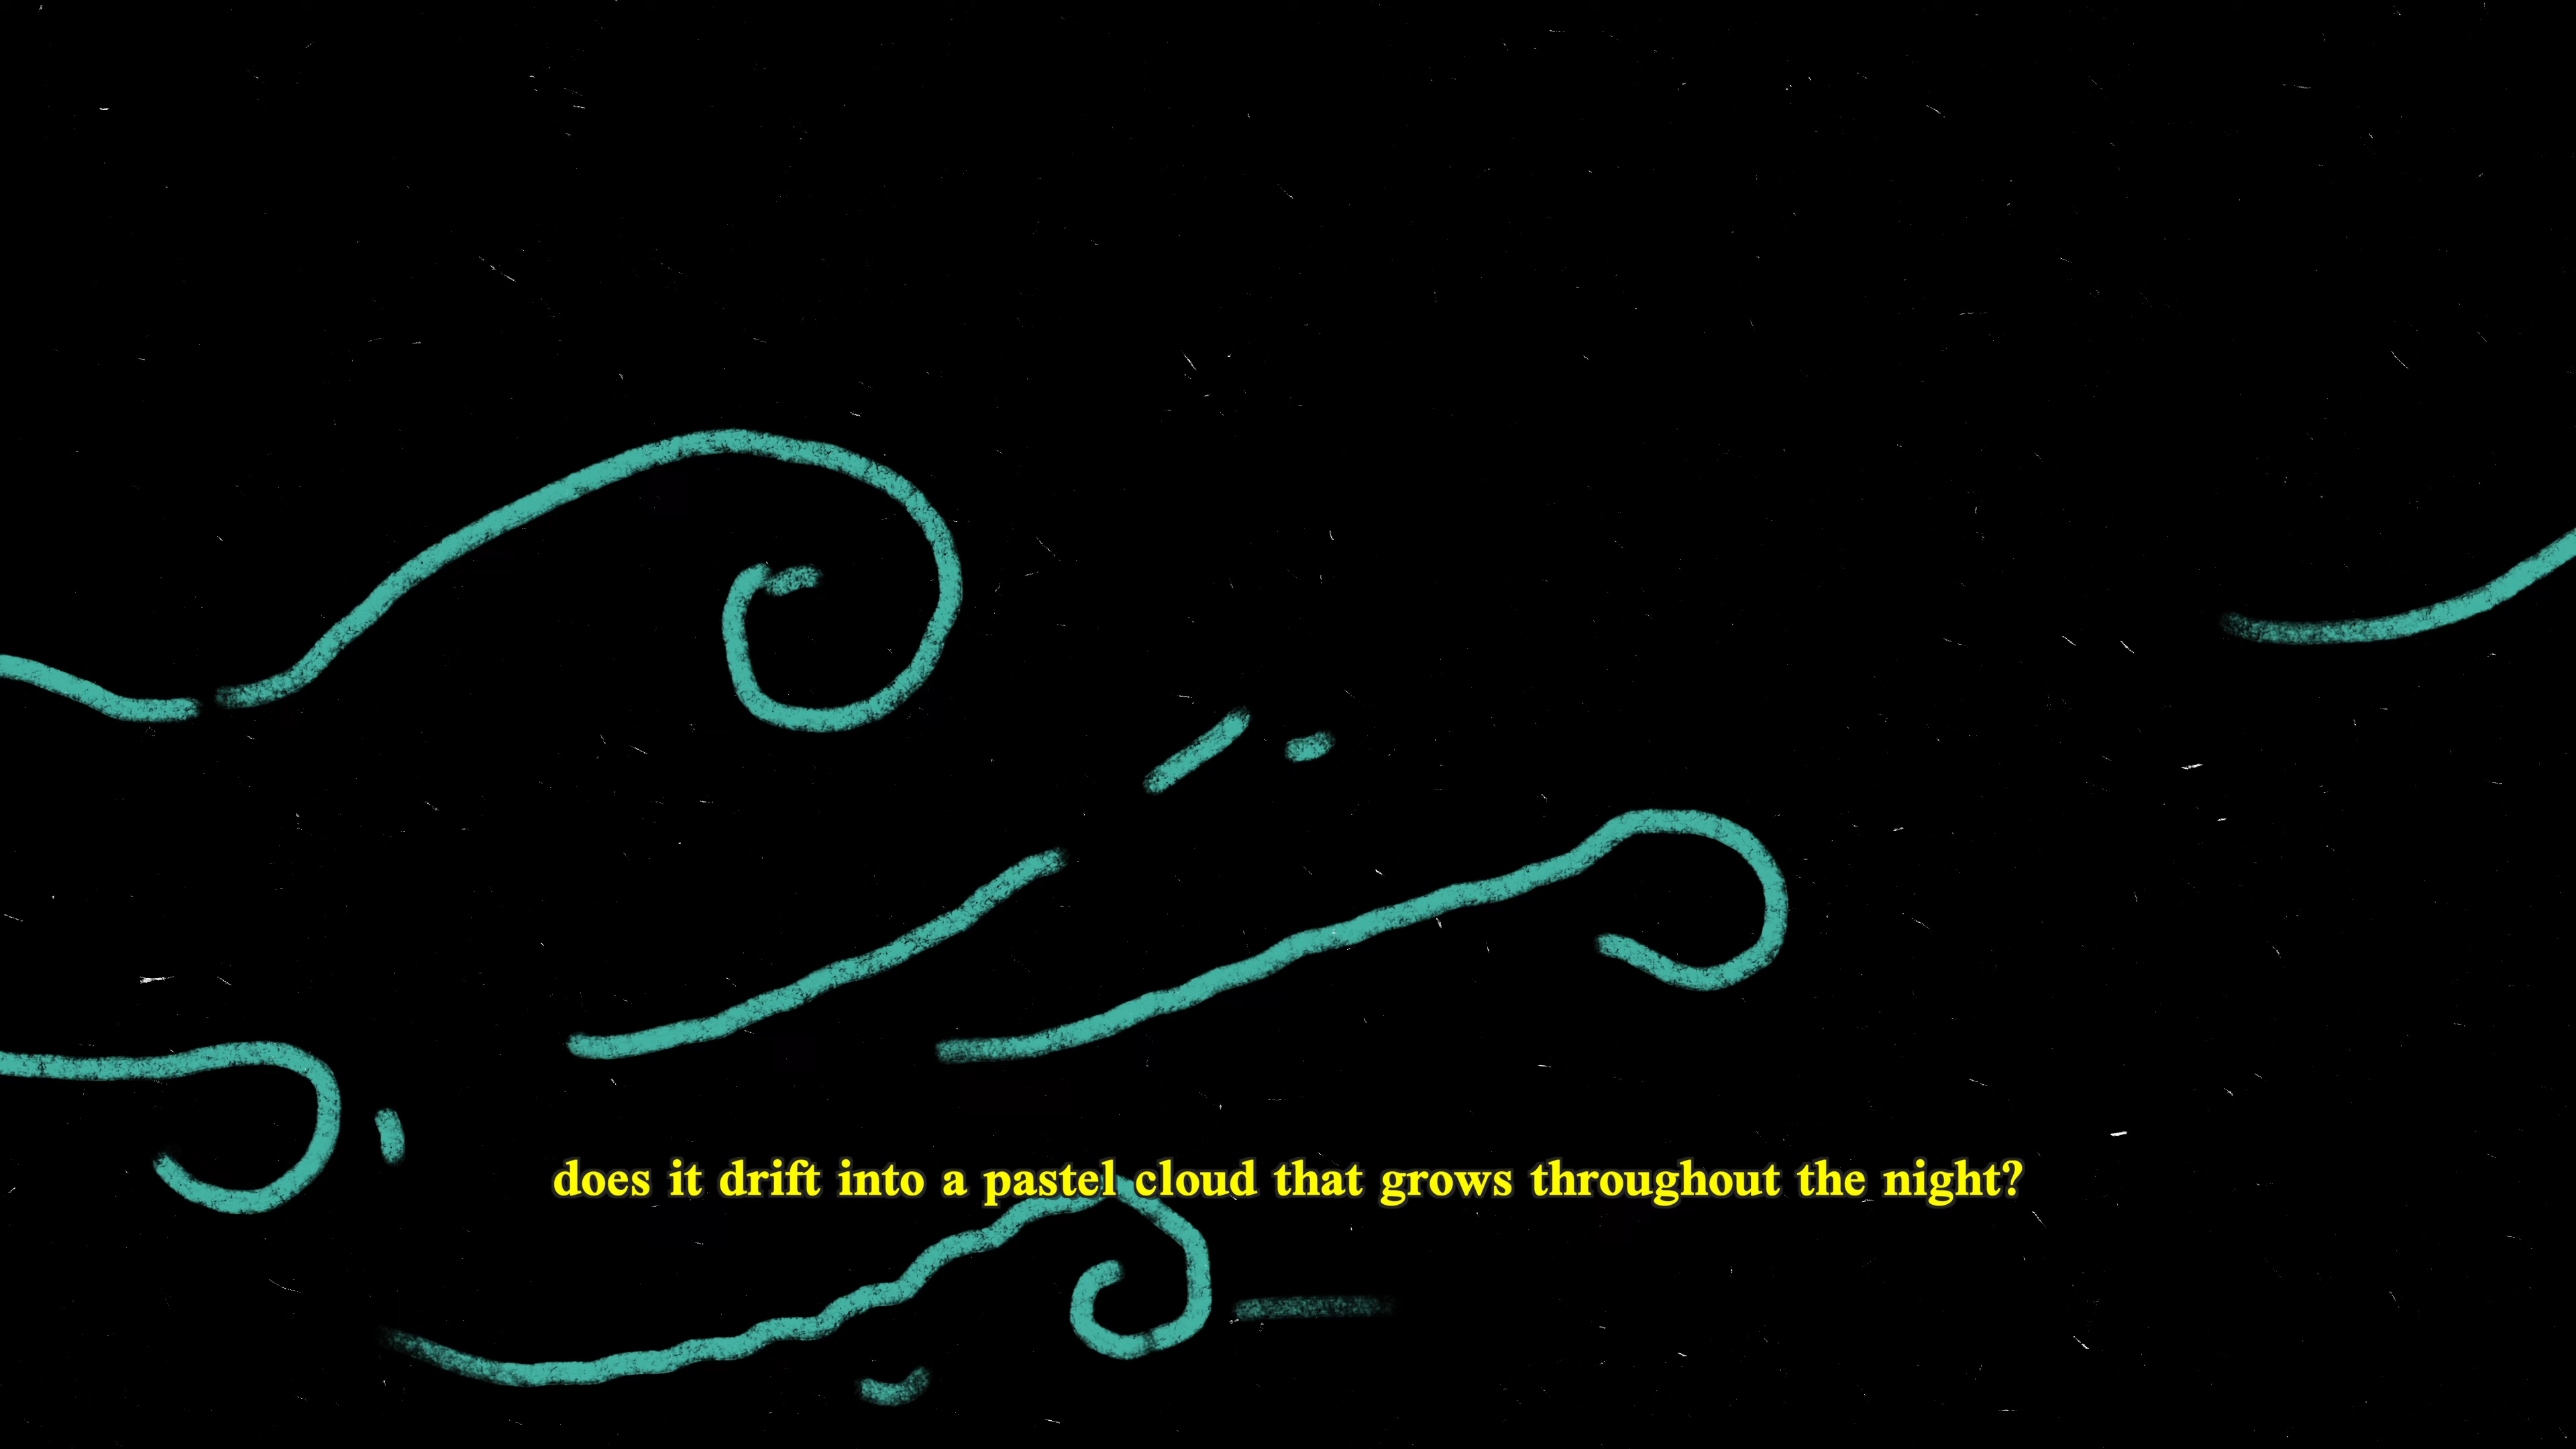 does it drift into a pastel cloud that grows throughout the night?